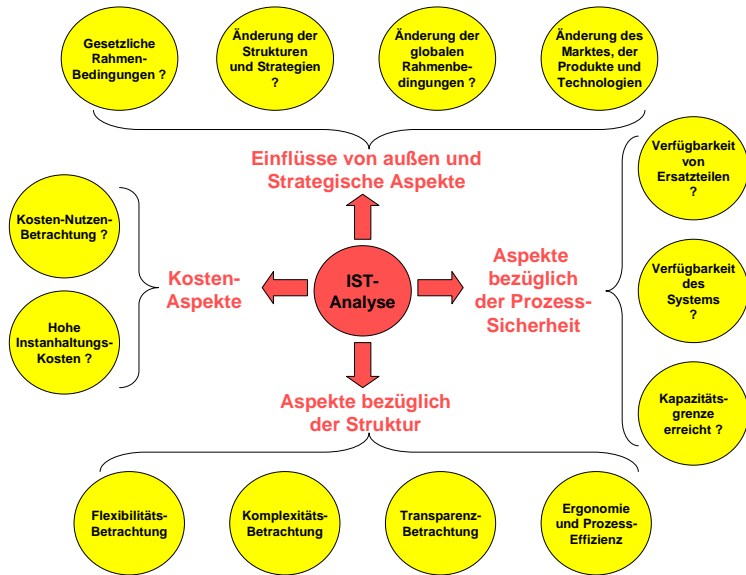 Gesetzliche
Rahmen-
Bedingungen ?
Änderung der
Strukturen
und Strategien
?
Änderung der
globalen
Rahmenbe-
dingungen ?
Änderung des
Marktes, der
Produkte und
Technologien
Einflüsse von außen und
Strategische Aspekte
Verfügbarkeit
von
Ersatzteilen
?
Kosten-Nutzen-
Betrachtung ?
Kosten-
Aspekte
IST-
Analyse
Aspekte
bezüglich
der Prozess-
Sicherheit
Verfügbarkeit
des
Systems
?
Hohe
Instanhaltungs-
Kosten ?
Aspekte bezüglich
der Struktur
Kapazitäts-
grenze
erreicht ?
Flexibilitäts-
Betrachtung
Komplexitäts-
Betrachtung
Transparenz-
Betrachtung
Ergonomie
und Prozess-
Effizienz